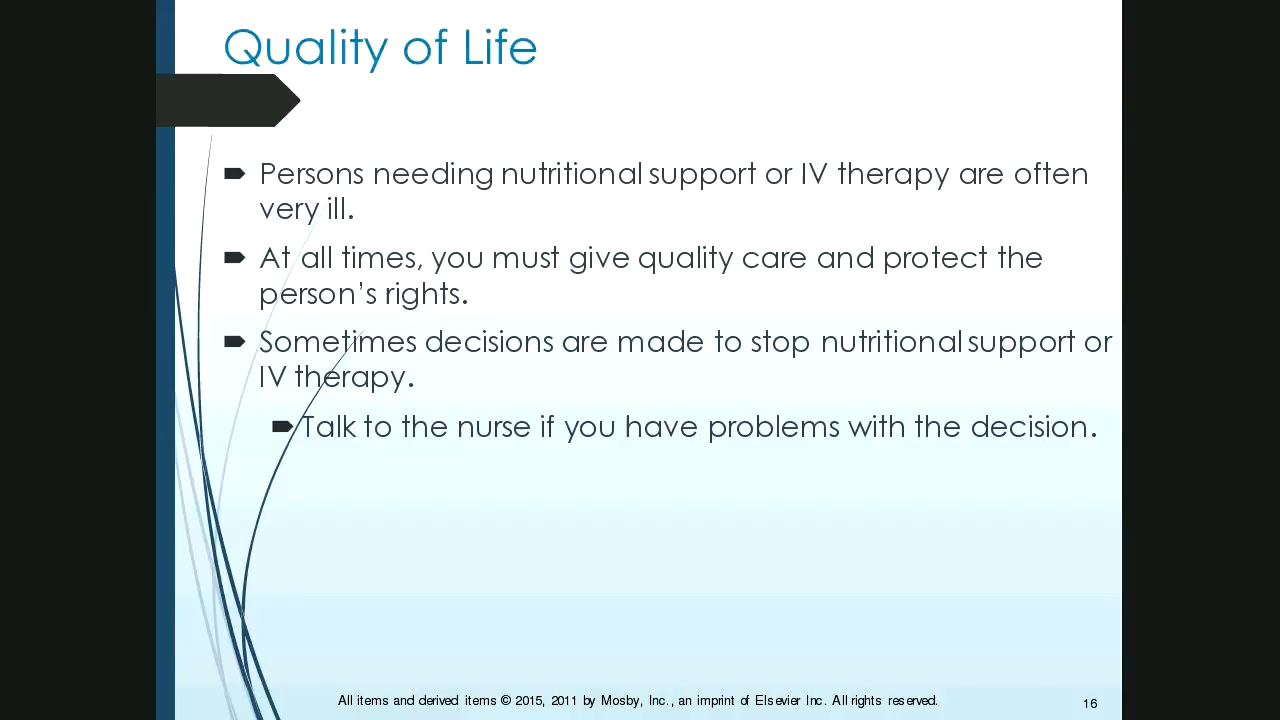 Quality of Life
Persons needing nutritional support or IV therapy are often
very ill.
At all times, you must give quality care and protect the
person's rights.
Sometimes decisions are made to stop nutritional support or
IV therapy.
Talk to the nurse if you have problems with the decision.
All items and derived items © 2015, 2011 by Mosby, Inc., an imprint of Elsevier Inc. All rights reserved.
16